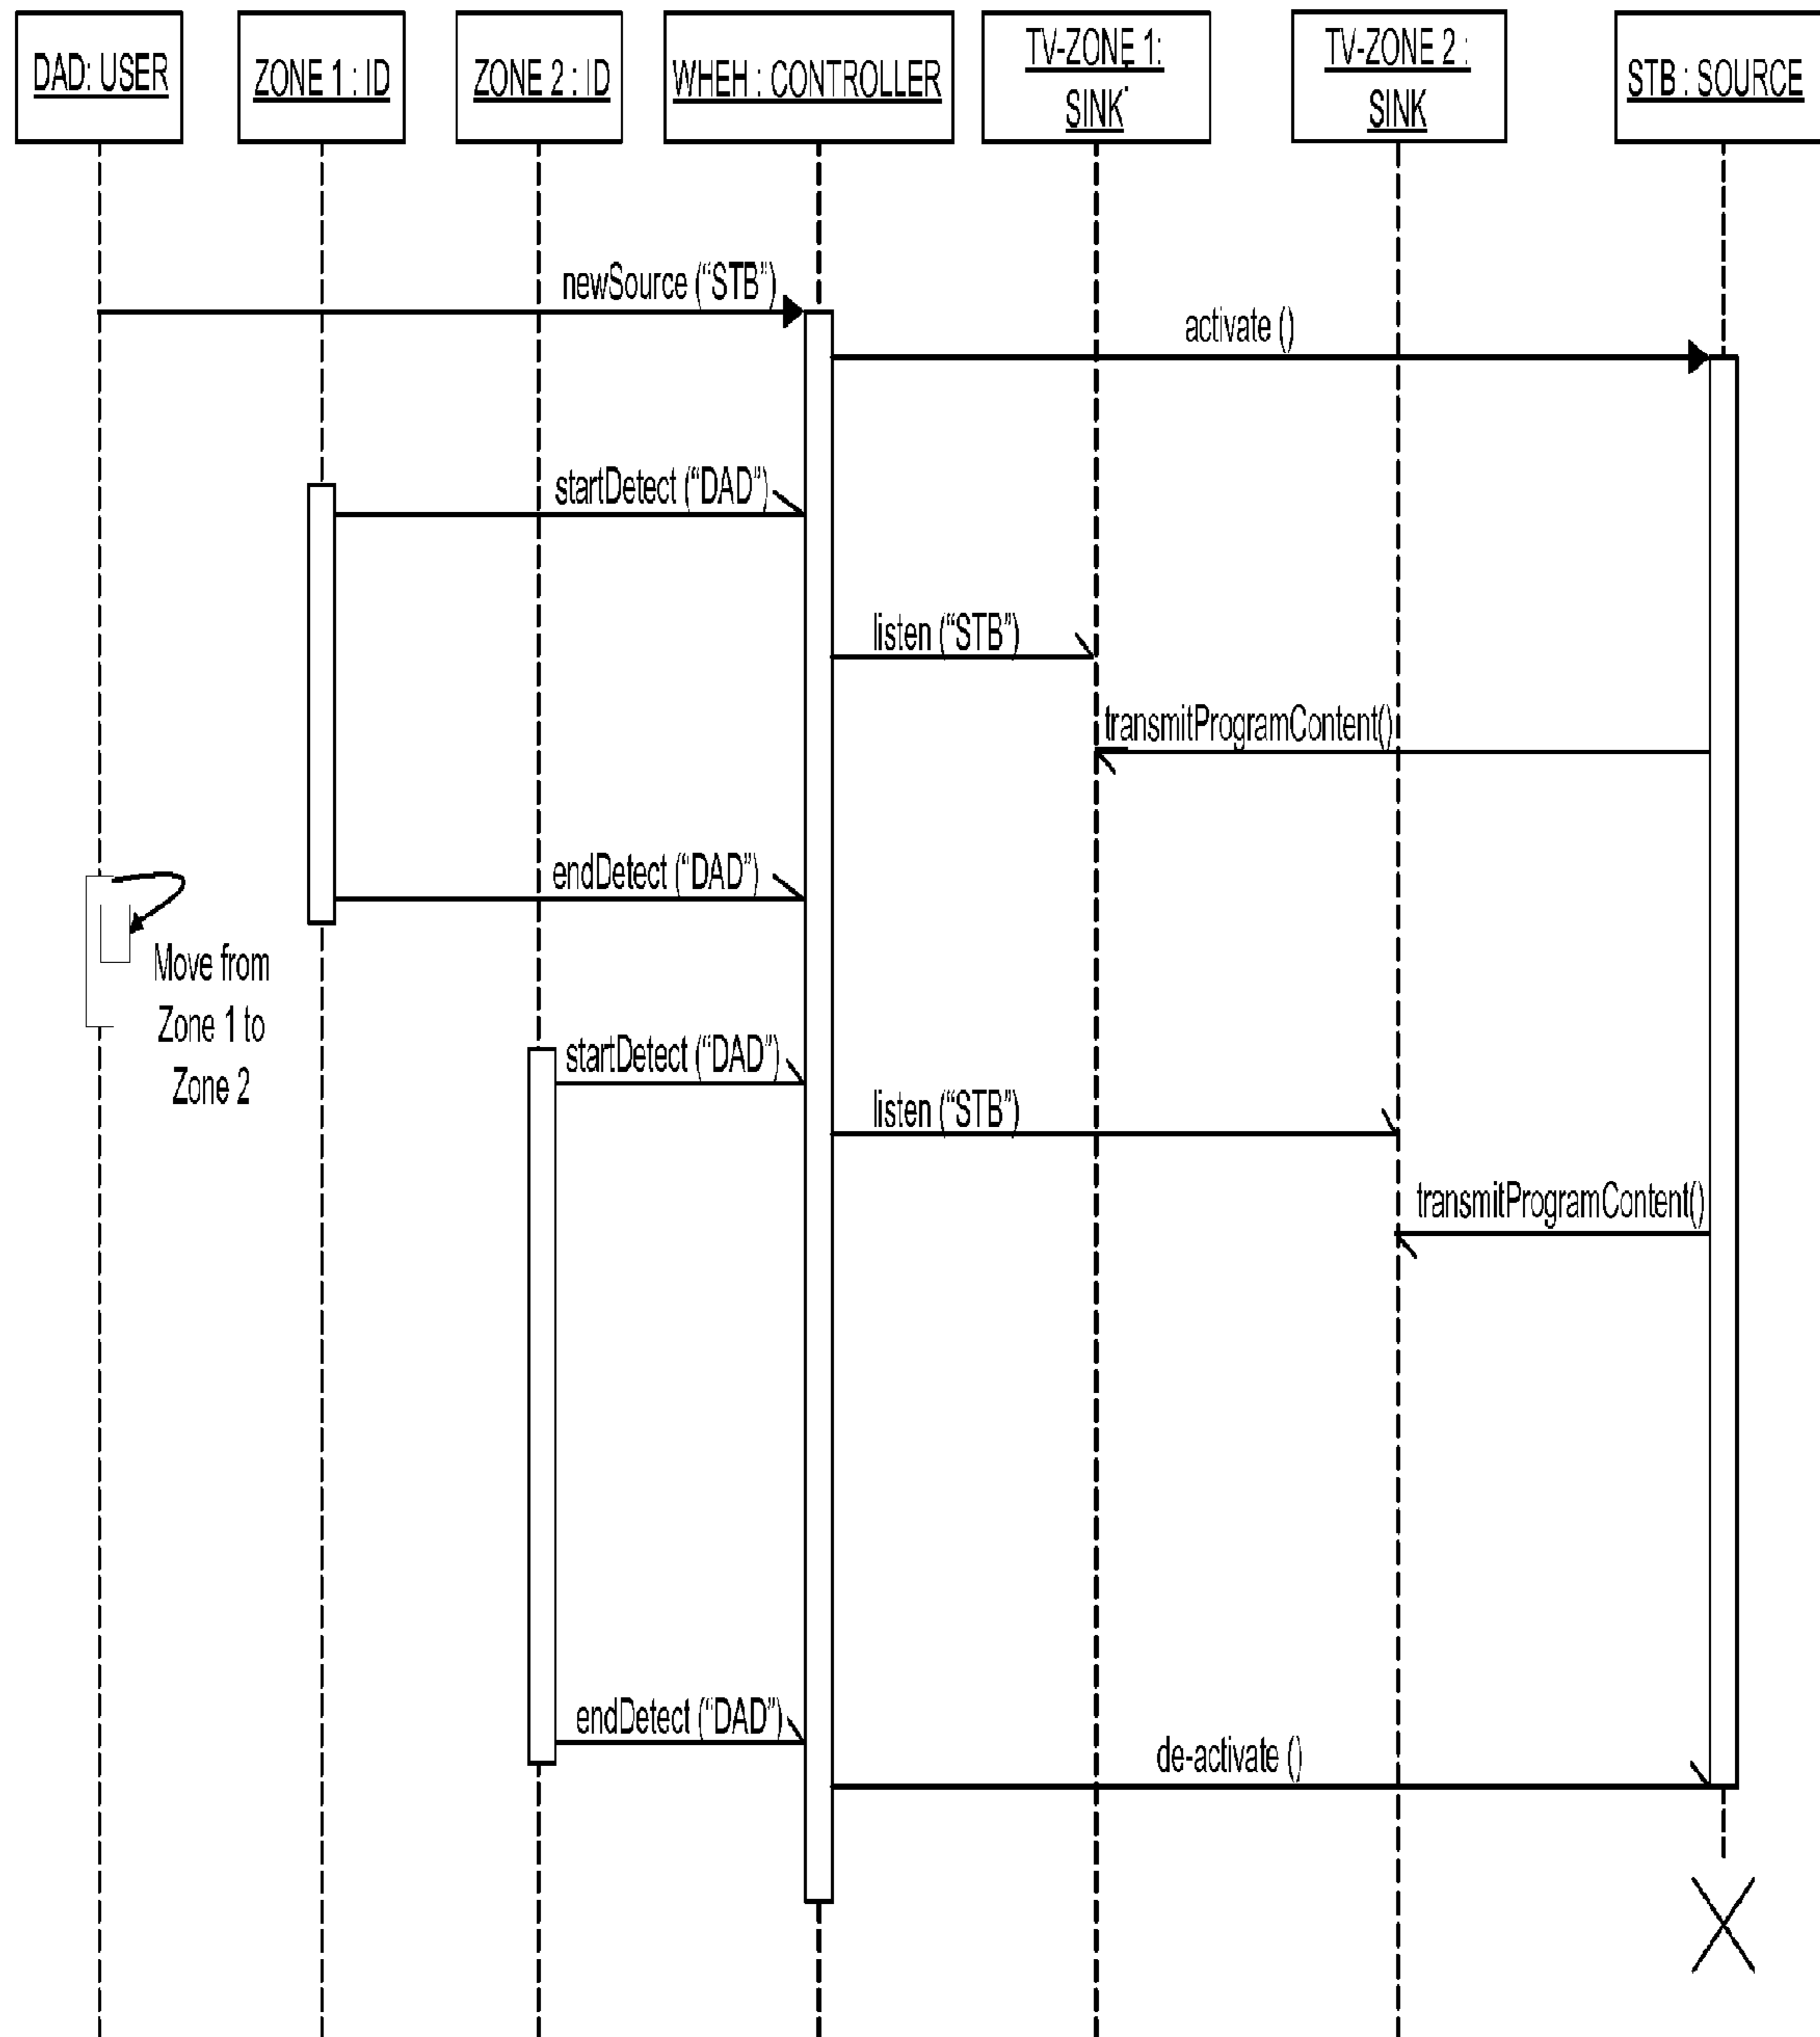 DAD: USER
ZONE 1 : ID
ZONE 2 : ID
WHEH : CONTROLLER
TV-ZONE 1:
SINK
TV-ZONE 2 :
SINK
STB : SOURCE
newSource ("STB")
activate ()
startDetect ("DAD")
listen ("STB")
transmitProgramContent()
endDetect ("DAD")
Move from
Zone 1 to
Zone 2
startDetect ("DAD")
listen ("STB")
transmitProgramContent()
endDetect ("DAD")
de-activate ()